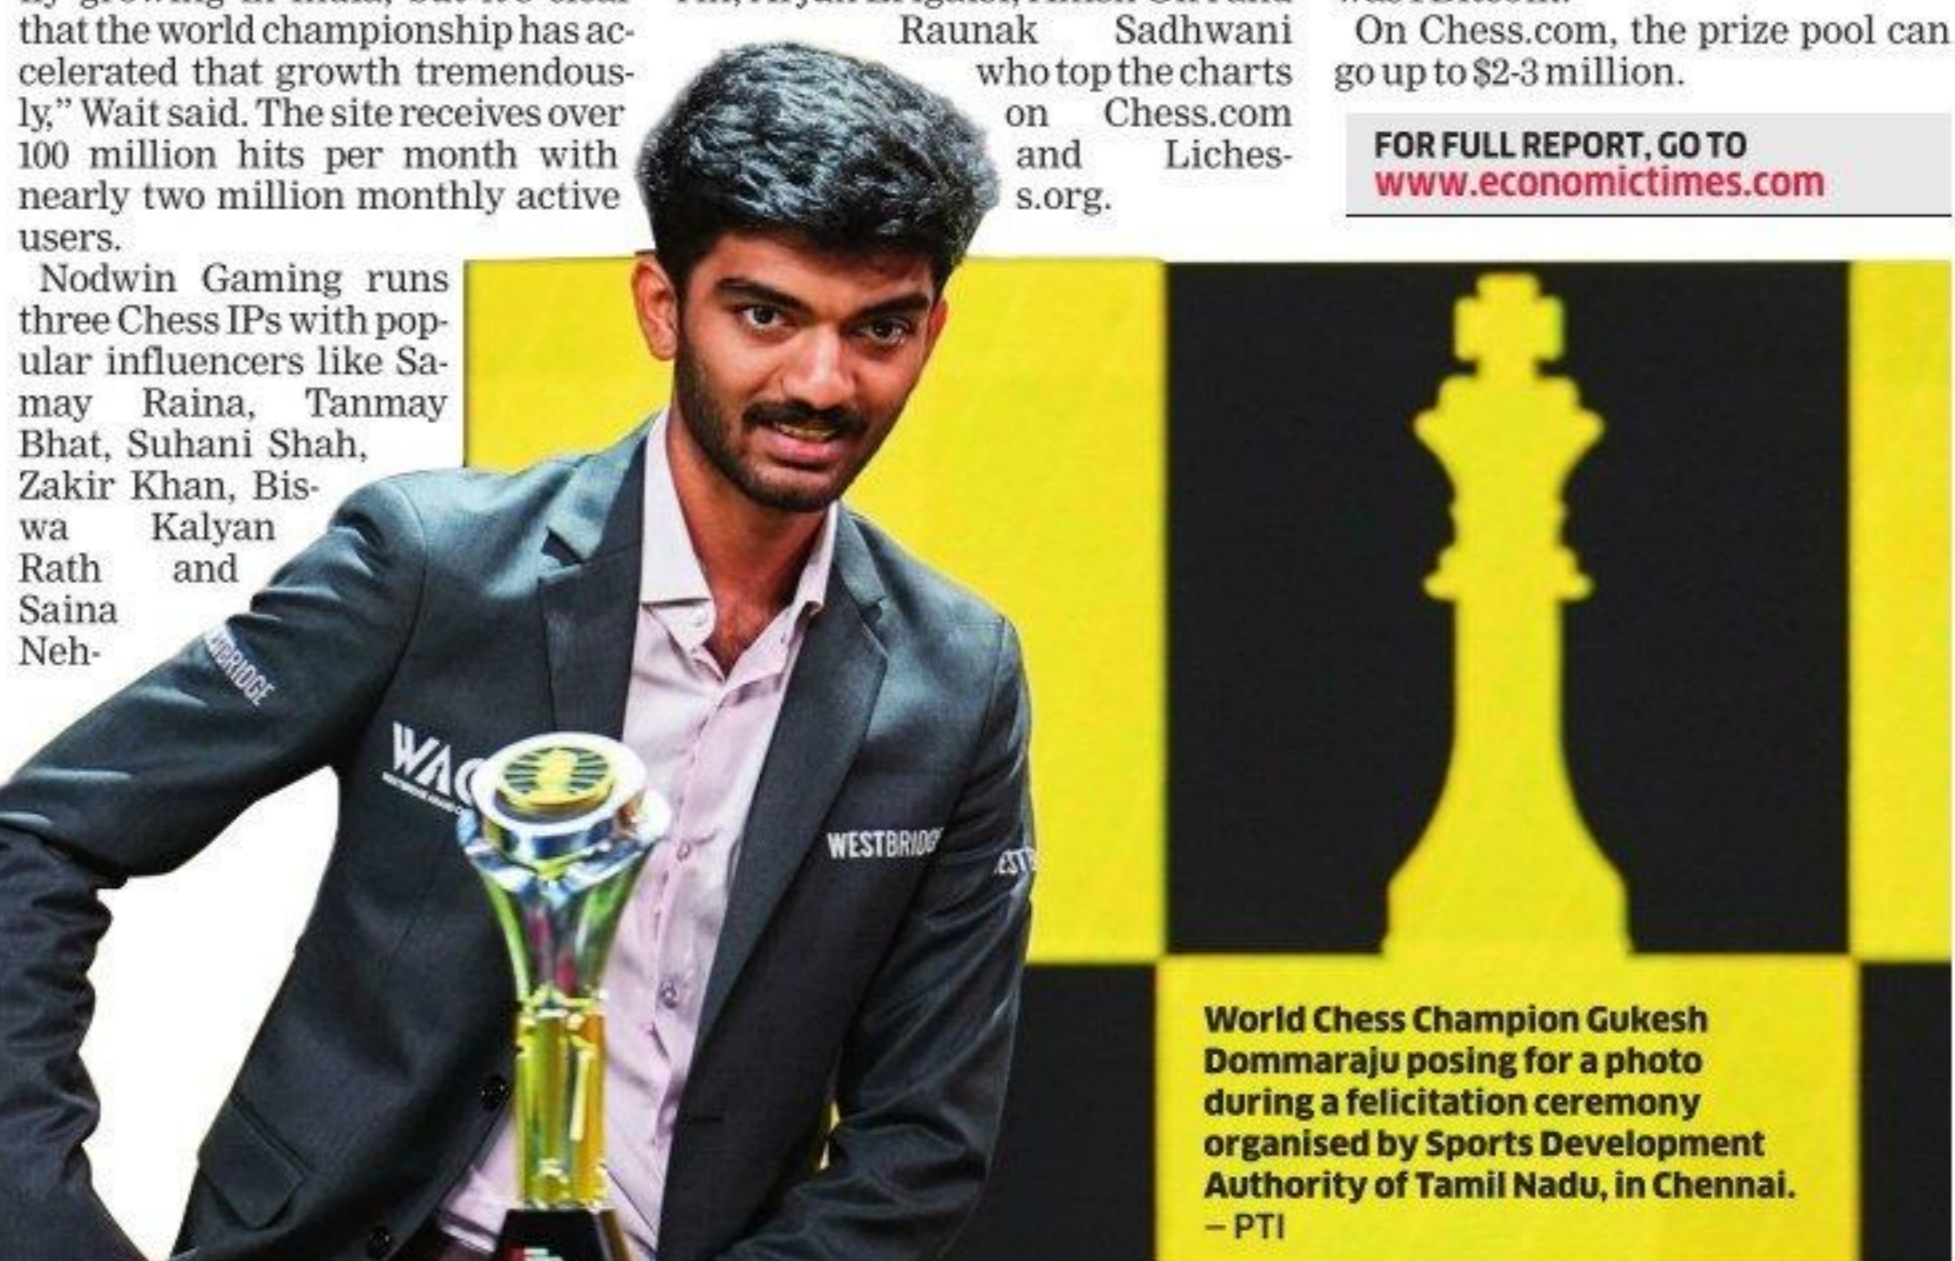 that the world championship has ac-
celerated that growth tremendous-
ly,” Wait said. The site receives over
100 million hits per month with
nearly two million monthly active
users.
Nodwin Gaming runs
three Chess IPs with pop-
ular influencers like Sa-
may Raina, Tanmay
Bhat, Suhani Shah,
Zakir Khan, Bis-
wa Kalyan
Rath and
Saina
Neh-
Raunak Sadhwani
who top the charts
on Chess.com
and Liches-
s.org.
On Chess.com, the prize pool can
go up to $2-3 million.
FOR FULL REPORT, GO TO
www.economictimes.com
WESTBRIDGE
World Chess Champion Gukesh
Dommaraju posing for a photo
during a felicitation ceremony
organised by Sports Development
Authority of Tamil Nadu, in Chennai.
– PTI